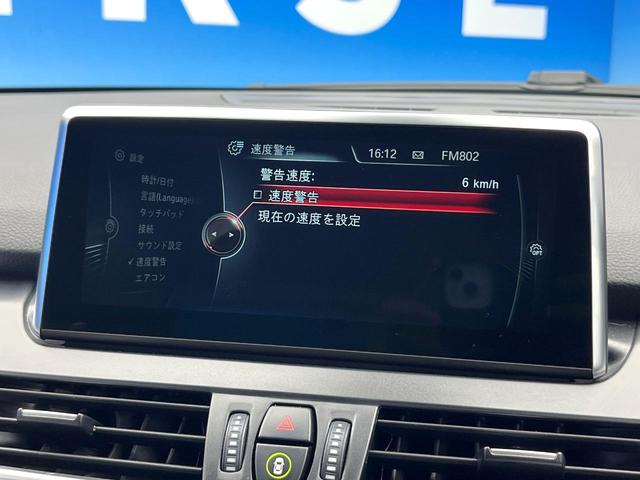 RSE
速度警告
16:12
FM802
設定
時計/日付
言語(Language)
タッチパッド
接続
サウンド設定
✓速度警告
エアコン
警告速度: 6 km/h
速度警告
現在の速度を設定
OPT